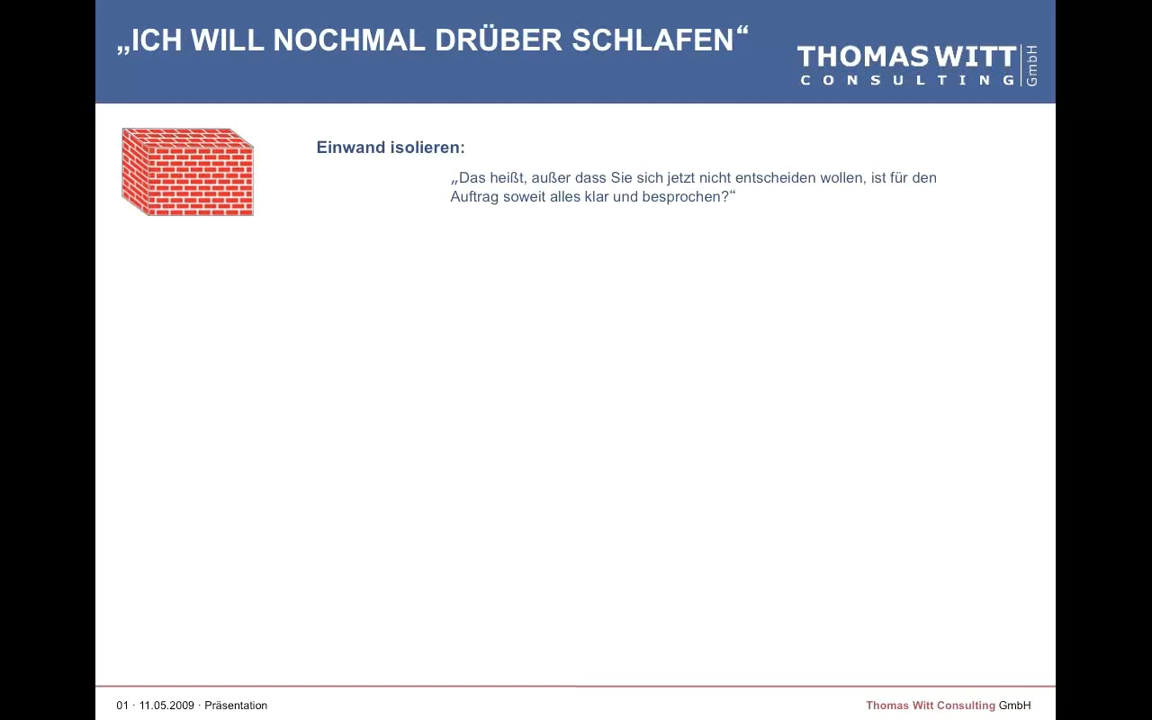 „ICH WILL NOCHMAL DRÜBER SCHLAFEN“
THOMAS WITT
CONSULTING
GmbH
Einwand isolieren:
„Das heißt, außer dass Sie sich jetzt nicht entscheiden wollen, ist für den
Auftrag soweit alles klar und besprochen?“
01 · 11.05.2009 · Präsentation
Thomas Witt Consulting GmbH